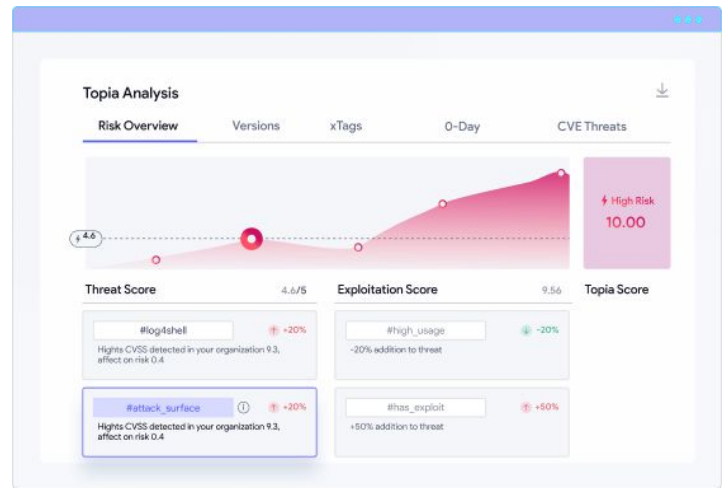 Topia Analysis
Risk Overview
Versions
xTags
0-Day
CVE Threats
4.6
High Risk
10.00
Threat Score
4.6/5
Exploitation Score
9.56
Topia Score
#log4shell
+20%
Hights CVSS detected in your organization 9.3,
affect on risk 0.4
#high_usage
-20%
-20% addition to threat
#attack_surface
+20%
Hights CVSS detected in your organization 9.3,
affect on risk 0.4
#has_exploit
+50%
+50% addition to threat